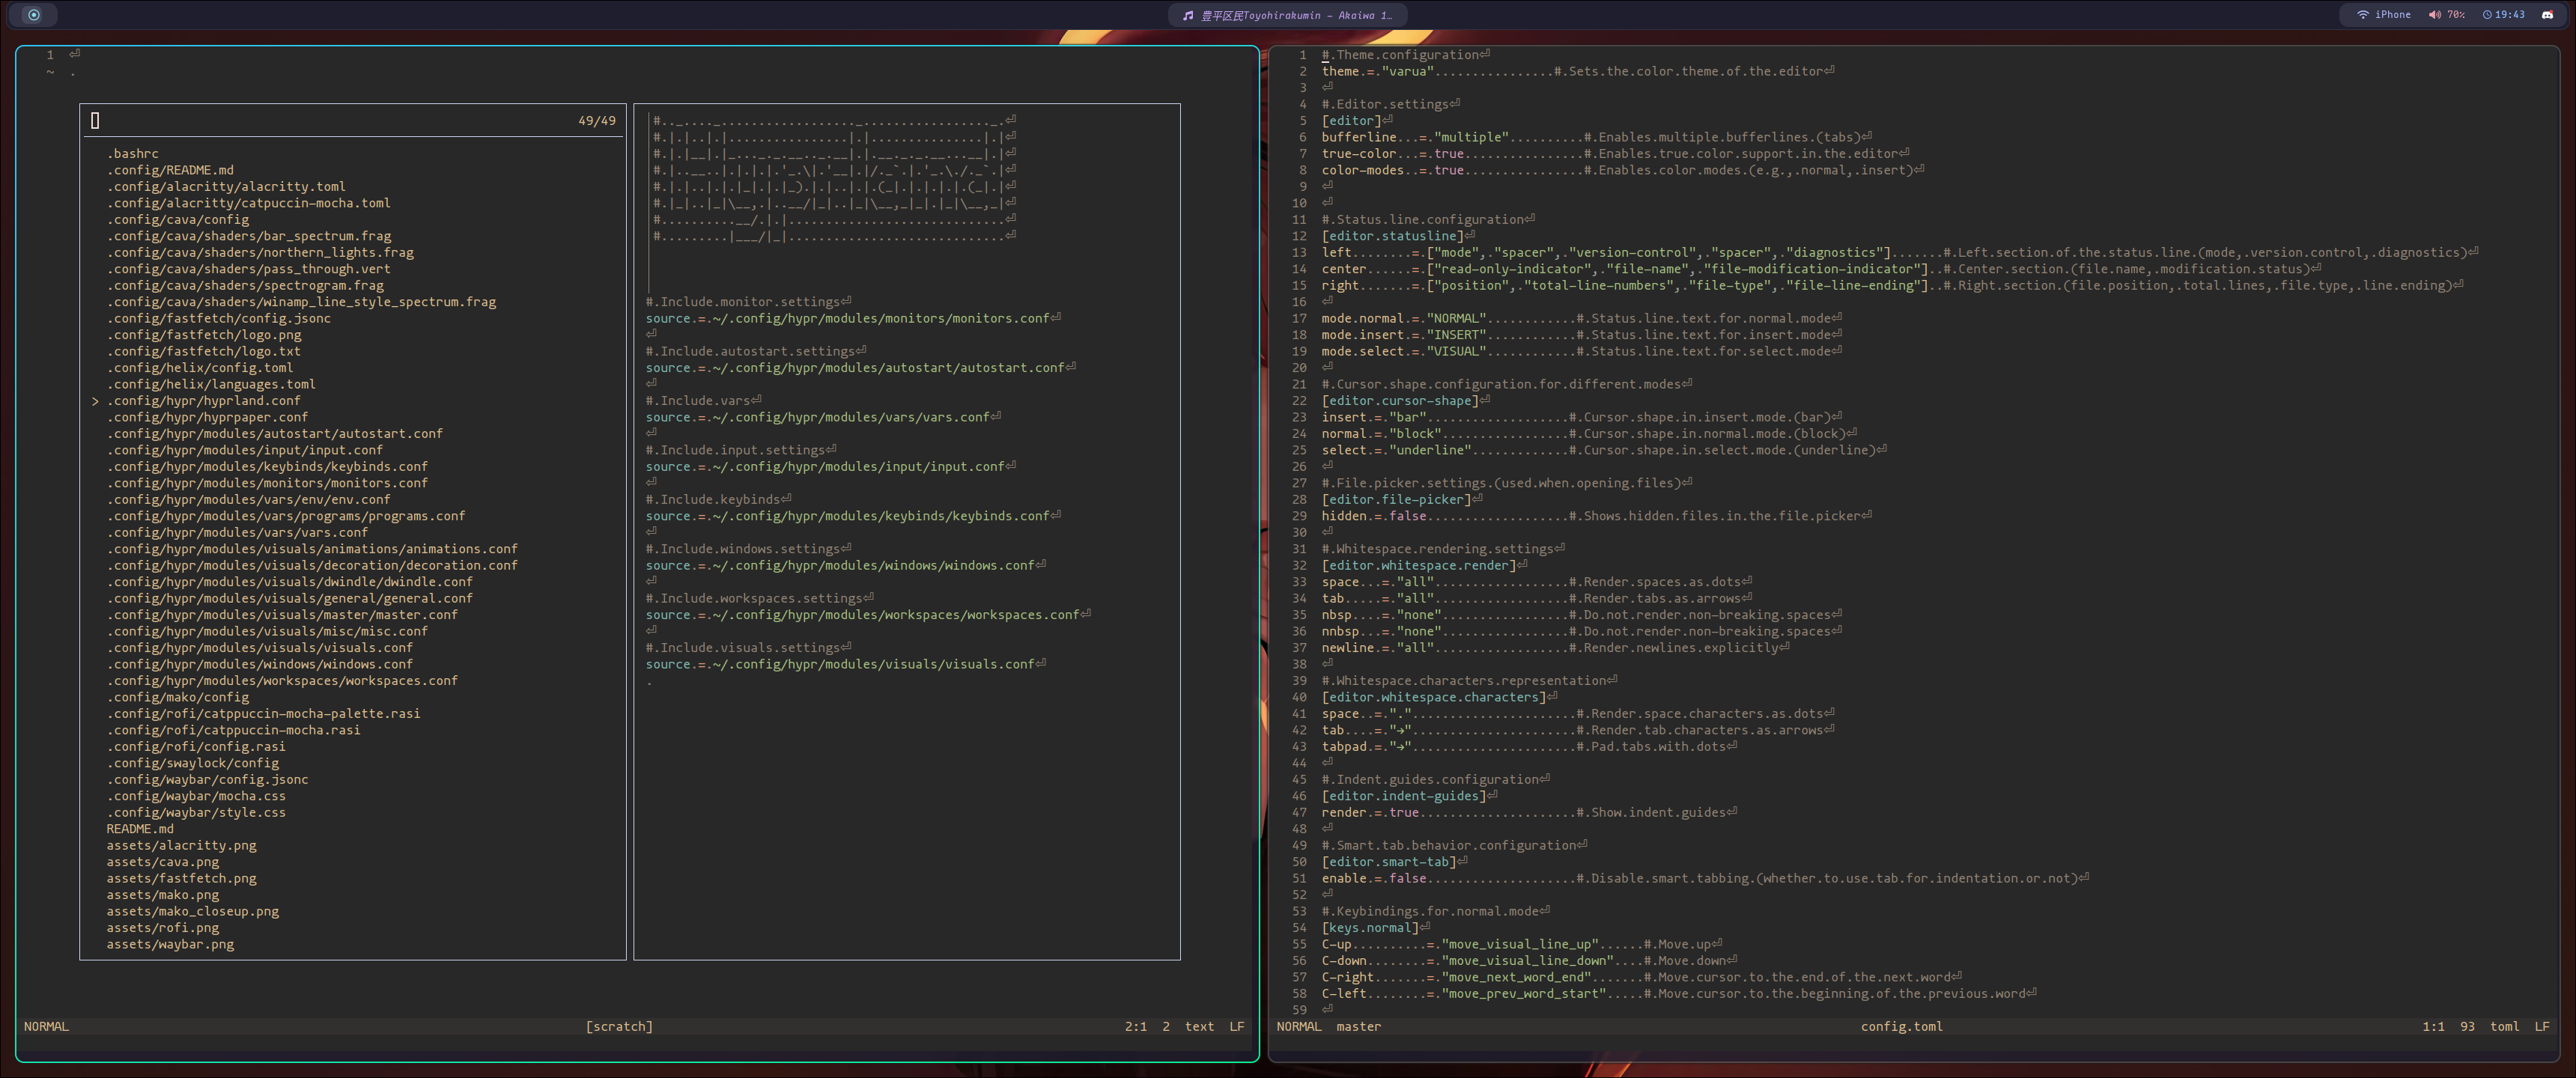 豊平区民Toyohirakumin - Akaiwa 1…
iPhone 70% 19:43
1 ⏎
~ .
49/49
.bashrc
.config/README.md
.config/alacritty/alacritty.toml
.config/alacritty/catpuccin-mocha.toml
.config/cava/config
.config/cava/shaders/bar_spectrum.frag
.config/cava/shaders/northern_lights.frag
.config/cava/shaders/pass_through.vert
.config/cava/shaders/spectrogram.frag
.config/cava/shaders/winamp_line_style_spectrum.frag
.config/fastfetch/config.jsonc
.config/fastfetch/logo.png
.config/fastfetch/logo.txt
.config/helix/config.toml
.config/helix/languages.toml
> .config/hypr/hyprland.conf
.config/hypr/hyprpaper.conf
.config/hypr/modules/autostart/autostart.conf
.config/hypr/modules/input/input.conf
.config/hypr/modules/keybinds/keybinds.conf
.config/hypr/modules/monitors/monitors.conf
.config/hypr/modules/vars/env/env.conf
.config/hypr/modules/vars/programs/programs.conf
.config/hypr/modules/vars/vars.conf
.config/hypr/modules/visuals/animations/animations.conf
.config/hypr/modules/visuals/decoration/decoration.conf
.config/hypr/modules/visuals/dwindle/dwindle.conf
.config/hypr/modules/visuals/general/general.conf
.config/hypr/modules/visuals/master/master.conf
.config/hypr/modules/visuals/misc/misc.conf
.config/hypr/modules/visuals/visuals.conf
.config/hypr/modules/windows/windows.conf
.config/hypr/modules/workspaces/workspaces.conf
.config/mako/config
.config/rofi/catppuccin-mocha-palette.rasi
.config/rofi/catppuccin-mocha.rasi
.config/rofi/config.rasi
.config/swaylock/config
.config/waybar/config.jsonc
.config/waybar/mocha.css
.config/waybar/style.css
README.md
assets/alacritty.png
assets/cava.png
assets/fastfetch.png
assets/mako.png
assets/mako_closeup.png
assets/rofi.png
assets/waybar.png
#.Include.monitor.settings⏎
source.=.~/.config/hypr/modules/monitors/monitors.conf⏎
⏎
#.Include.autostart.settings⏎
source.=.~/.config/hypr/modules/autostart/autostart.conf⏎
⏎
#.Include.vars⏎
source.=.~/.config/hypr/modules/vars/vars.conf⏎
⏎
#.Include.input.settings⏎
source.=.~/.config/hypr/modules/input/input.conf⏎
⏎
#.Include.keybinds⏎
source.=.~/.config/hypr/modules/keybinds/keybinds.conf⏎
⏎
#.Include.windows.settings⏎
source.=.~/.config/hypr/modules/windows/windows.conf⏎
⏎
#.Include.workspaces.settings⏎
source.=.~/.config/hypr/modules/workspaces/workspaces.conf⏎
⏎
#.Include.visuals.settings⏎
source.=.~/.config/hypr/modules/visuals/visuals.conf⏎
.
NORMAL [scratch] 2:1 2 text LF
1 #.Theme.configuration⏎
2 theme.=."varua"................#.Sets.the.color.theme.of.the.editor⏎
3 ⏎
4 #.Editor.settings⏎
5 [editor]⏎
6 bufferline...=."multiple"..........#.Enables.multiple.bufferlines.(tabs)⏎
7 true-color...=.true................#.Enables.true.color.support.in.the.editor⏎
8 color-modes..=.true................#.Enables.color.modes.(e.g.,.normal,.insert)⏎
9 ⏎
10 ⏎
11 #.Status.line.configuration⏎
12 [editor.statusline]⏎
13 left........=.["mode",."spacer",."version-control",."spacer",."diagnostics"].......#.Left.section.of.the.status.line.(mode,.version.control,.diagnostics)⏎
14 center......=.["read-only-indicator",."file-name",."file-modification-indicator"]..#.Center.section.(file.name,.modification.status)⏎
15 right.......=.["position",."total-line-numbers",."file-type",."file-line-ending"]..#.Right.section.(file.position,.total.lines,.file.type,.line.ending)⏎
16 ⏎
17 mode.normal.=."NORMAL"............#.Status.line.text.for.normal.mode⏎
18 mode.insert.=."INSERT"............#.Status.line.text.for.insert.mode⏎
19 mode.select.=."VISUAL"............#.Status.line.text.for.select.mode⏎
20 ⏎
21 #.Cursor.shape.configuration.for.different.modes⏎
22 [editor.cursor-shape]⏎
23 insert.=."bar"...................#.Cursor.shape.in.insert.mode.(bar)⏎
24 normal.=."block".................#.Cursor.shape.in.normal.mode.(block)⏎
25 select.=."underline".............#.Cursor.shape.in.select.mode.(underline)⏎
26 ⏎
27 #.File.picker.settings.(used.when.opening.files)⏎
28 [editor.file-picker]⏎
29 hidden.=.false...................#.Shows.hidden.files.in.the.file.picker⏎
30 ⏎
31 #.Whitespace.rendering.settings⏎
32 [editor.whitespace.render]⏎
33 space...=."all"..................#.Render.spaces.as.dots⏎
34 tab.....=."all"..................#.Render.tabs.as.arrows⏎
35 nbsp....=."none".................#.Do.not.render.non-breaking.spaces⏎
36 nnbsp...=."none".................#.Do.not.render.non-breaking.spaces⏎
37 newline.=."all"..................#.Render.newlines.explicitly⏎
38 ⏎
39 #.Whitespace.characters.representation⏎
40 [editor.whitespace.characters]⏎
41 space..=."."......................#.Render.space.characters.as.dots⏎
42 tab....=."→"......................#.Render.tab.characters.as.arrows⏎
43 tabpad.=."→"......................#.Pad.tabs.with.dots⏎
44 ⏎
45 #.Indent.guides.configuration⏎
46 [editor.indent-guides]⏎
47 render.=.true.....................#.Show.indent.guides⏎
48 ⏎
49 #.Smart.tab.behavior.configuration⏎
50 [editor.smart-tab]⏎
51 enable.=.false....................#.Disable.smart.tabbing.(whether.to.use.tab.for.indentation.or.not)⏎
52 ⏎
53 #.Keybindings.for.normal.mode⏎
54 [keys.normal]⏎
55 C-up..........=."move_visual_line_up"......#.Move.up⏎
56 C-down........=."move_visual_line_down"....#.Move.down⏎
57 C-right.......=."move_next_word_end".......#.Move.cursor.to.the.end.of.the.next.word⏎
58 C-left........=."move_prev_word_start".....#.Move.cursor.to.the.beginning.of.the.previous.word⏎
59 ⏎
NORMAL master config.toml 1:1 93 toml LF